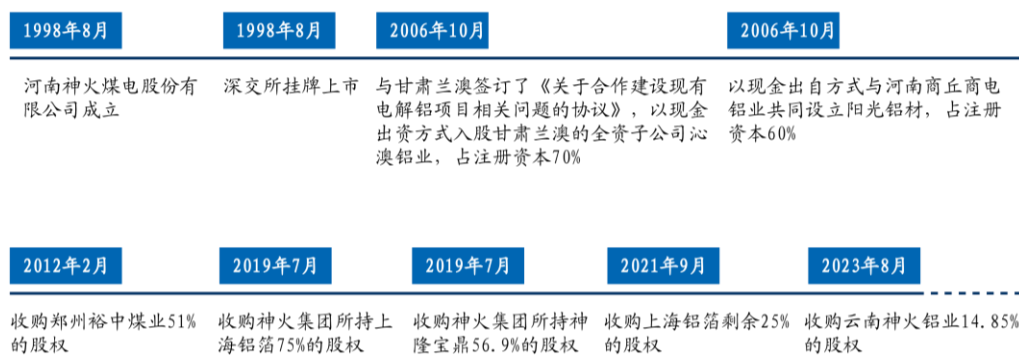 1998年8月
1998年8月
2006年10月
2006年10月
河南神火煤电股份有
限公司成立
深交所挂牌上市
与甘肃兰澳签订了《关于合作建设现有
电解铝项目相关问题的协议》，以现金
出资方式入股甘肃兰澳的全资子公司沁
澳铝业，占注册资本70%
以现金出自方式与河南商丘商电
铝业共同设立阳光铝材，占注册
资本60%
2012年2月
2019年7月
2019年7月
2021年9月
2023年8月
收购郑州裕中煤业51%
的股权
收购神火集团所持上
海铝箔75%的股权
收购神火集团所持神
隆宝鼎56.9%的股权
收购上海铝箔剩余25%
的股权
收购云南神火铝业14.85%
的股权